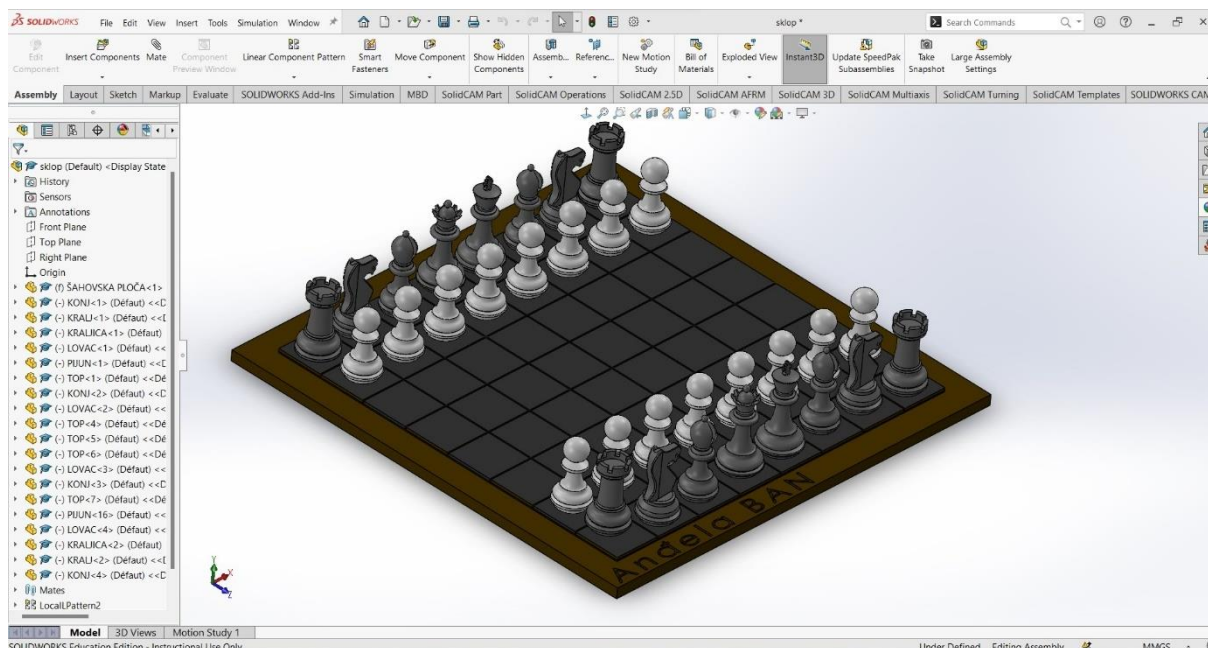 SOLIDWORKS File Edit View Insert Tools Simulation Window sklop * Search Commands
Edit Component Insert Components Mate Component Preview Window Linear Component Pattern Smart Fasteners Move Component Show Hidden Components Assemb... Referenc... New Motion Study Bill of Materials Exploded View Instant3D Update SpeedPak Subassemblies Take Snapshot Large Assembly Settings
Assembly Layout Sketch Markup Evaluate SOLIDWORKS Add-Ins Simulation MBD SolidCAM Part SolidCAM Operations SolidCAM 2.5D SolidCAM AFRM SolidCAM 3D SolidCAM Multiaxis SolidCAM Turning SolidCAM Templates SOLIDWORKS CAM
sklop (Default) <Display State
History
Sensors
Annotations
Front Plane
Top Plane
Right Plane
Origin
(f) ŠAHOVSKA PLOČA<1>
(-) KONJ<1> (Défaut) <<D
(-) KRALJ<1> (Défaut) <<D
(-) KRALJICA<1> (Défaut)
(-) LOVAC<1> (Défaut) <<
(-) PIJUN<1> (Défaut) <<D
(-) TOP<1> (Défaut) <<Dé
(-) KONJ<2> (Défaut) <<D
(-) LOVAC<2> (Défaut) <<
(-) TOP<4> (Défaut) <<Dé
(-) TOP<5> (Défaut) <<Dé
(-) TOP<6> (Défaut) <<Dé
(-) LOVAC<3> (Défaut) <<
(-) KONJ<3> (Défaut) <<D
(-) TOP<7> (Défaut) <<Dé
(-) PIJUN<16> (Défaut) <<
(-) LOVAC<4> (Défaut) <<
(-) KRALJICA<2> (Défaut)
(-) KRALJ<2> (Défaut) <<D
(-) KONJ<4> (Défaut) <<D
Mates
LocalLPattern2
Anđela BAN
Model 3D Views Motion Study 1
SOLIDWORKS Education Edition - Instructional Use Only Under Defined Editing Assembly MMGS